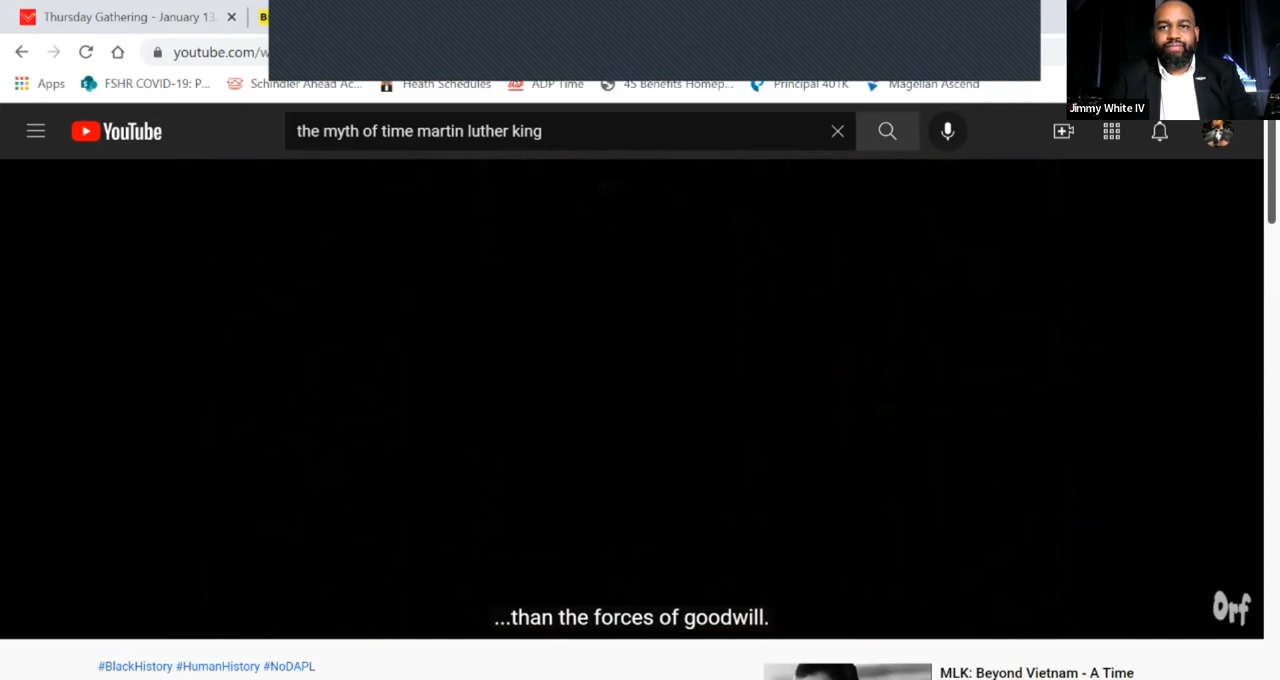 Thursday Gathering - January 13
youtube.com/w
Apps
FSHR COVID-19: P...
Schindler Ahead Ac...
Heath Schedules
ADP Time
4S Benefits Homep...
Principal 401K
Magellan Ascend
Jimmy White IV
YouTube
the myth of time martin luther king
...than the forces of goodwill.
Orf
#BlackHistory #HumanHistory #NoDAPL
MLK: Beyond Vietnam - A Time